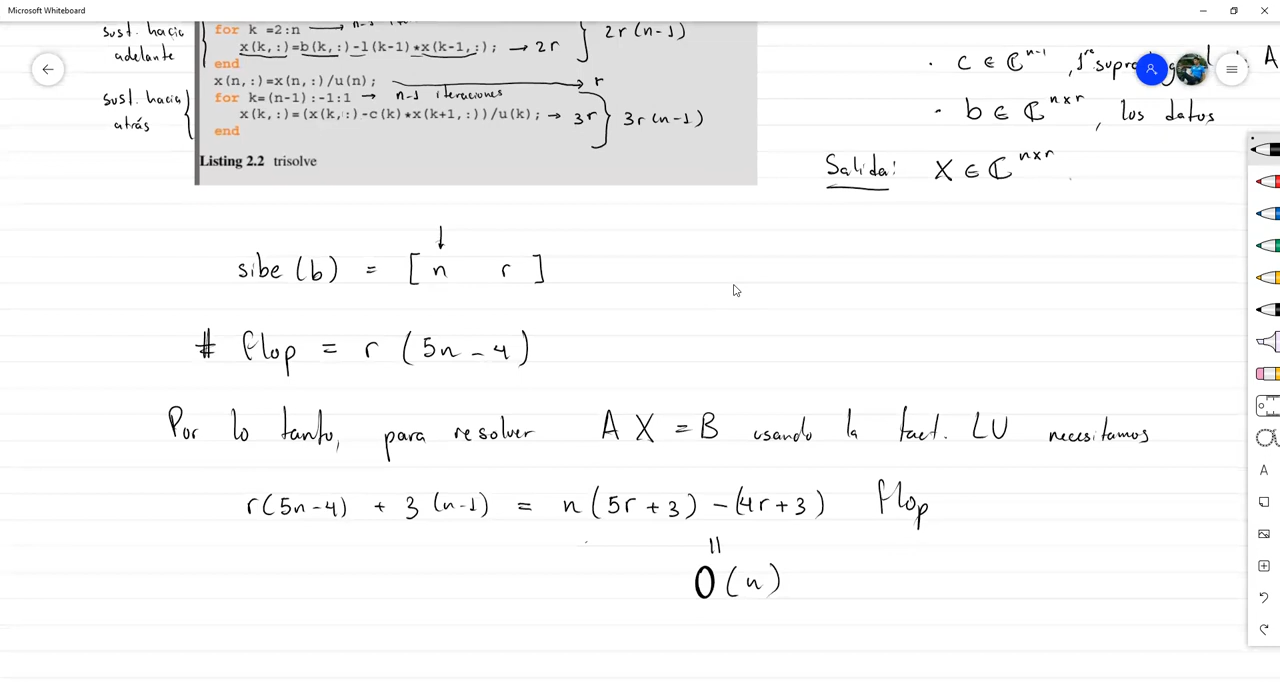 Microsoft Whiteboard
sust. hacia
adelante
for k =2:n
x(k,:)=b(k,:)-l(k-1)*x(k-1,:); → 2r
2r(n-1)
end
x(n,:)=x(n,:)/u(n); → r
sust. hacia
atrás
for k=(n-1):-1:1 → n-1 iteraciones
x(k,:)=(x(k,:)-c(k)*x(k+1,:))/u(k); → 3r
3r(n-1)
end
Listing 2.2 trisolve
· c ∈ ℂⁿ⁻¹, A
· b ∈ ℂⁿˣʳ, los datos
Salida: X ∈ ℂⁿˣʳ
↓
sibe (b) = [ n r ]
# flop = r (5n - 4)
Por lo tanto, para resolver A X = B usando la fact. LU necesitamos
r(5n-4) + 3 (n-1) = n(5r+3) - (4r+3) flop
=
O(n)
A